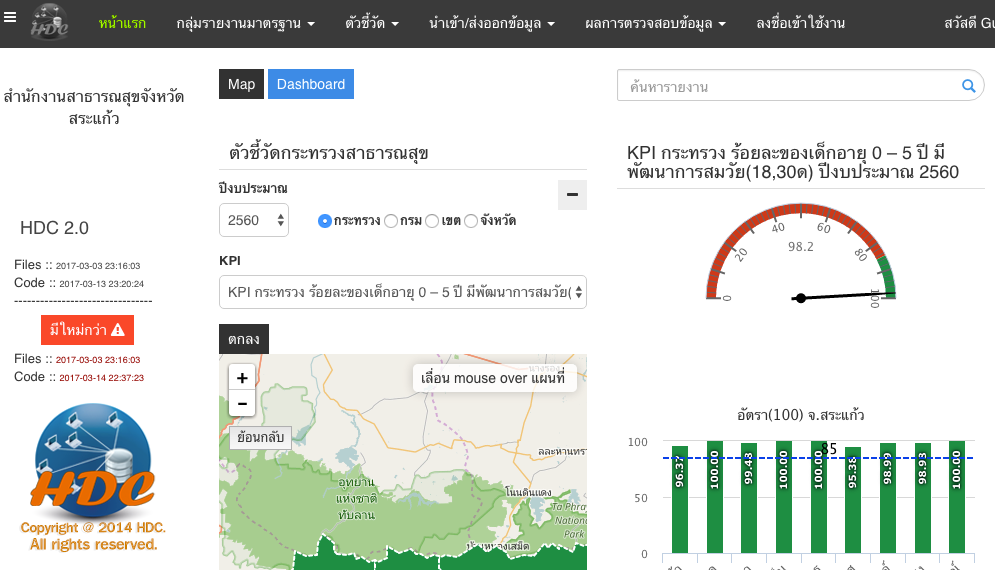 HDC
หน้าแรก
กลุ่มรายงานมาตรฐาน
ตัวชี้วัด
นำเข้า/ส่งออกข้อมูล
ผลการตรวจสอบข้อมูล
ลงชื่อเข้าใช้งาน
สวัสดี Gu
สำนักงานสาธารณสุขจังหวัด
สระแก้ว
HDC 2.0
Files :: 2017-03-03 23:16:03
Code :: 2017-03-13 23:20:24
--------------------------------
มีใหม่กว่า
Files :: 2017-03-03 23:16:03
Code :: 2017-03-14 22:37:23
HDC
Copyright @ 2014 HDC.
All rights reserved.
Map
Dashboard
ตัวชี้วัดกระทรวงสาธารณสุข
ปีงบประมาณ
2560
กระทรวง กรม เขต จังหวัด
KPI
KPI กระทรวง ร้อยละของเด็กอายุ 0 – 5 ปี มีพัฒนาการสมวัย(
ตกลง
+
-
เลื่อน mouse over แผนที่
ย้อนกลับ
นางรอง
ละหานทรา
อุทยาน
แห่งชาติ
ทับลาน
โนนดินแดง
Ta Phra
Nationa
Park
ค้นหารายงาน
KPI กระทรวง ร้อยละของเด็กอายุ 0 – 5 ปี มี
พัฒนาการสมวัย(18,30ด) ปีงบประมาณ 2560
0
20
40
60
80
100
98.2
อัตรา(100) จ.สระแก้ว
100
50
0
85
96.37
100.00
99.48
100.00
100.00
95.38
98.99
98.93
100.00